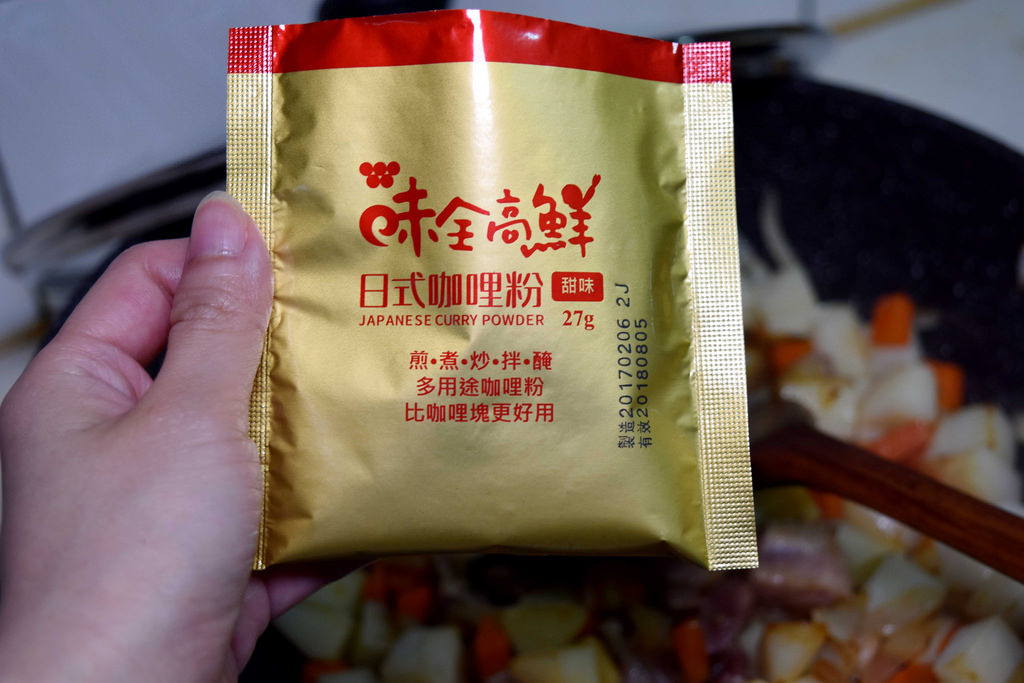 味全高鮮
日式咖哩粉 甜味
JAPANESE CURRY POWDER 27g
煎•煮•炒•拌•醃
多用途咖哩粉
比咖哩塊更好用
製造20170206 2J
有效20180805